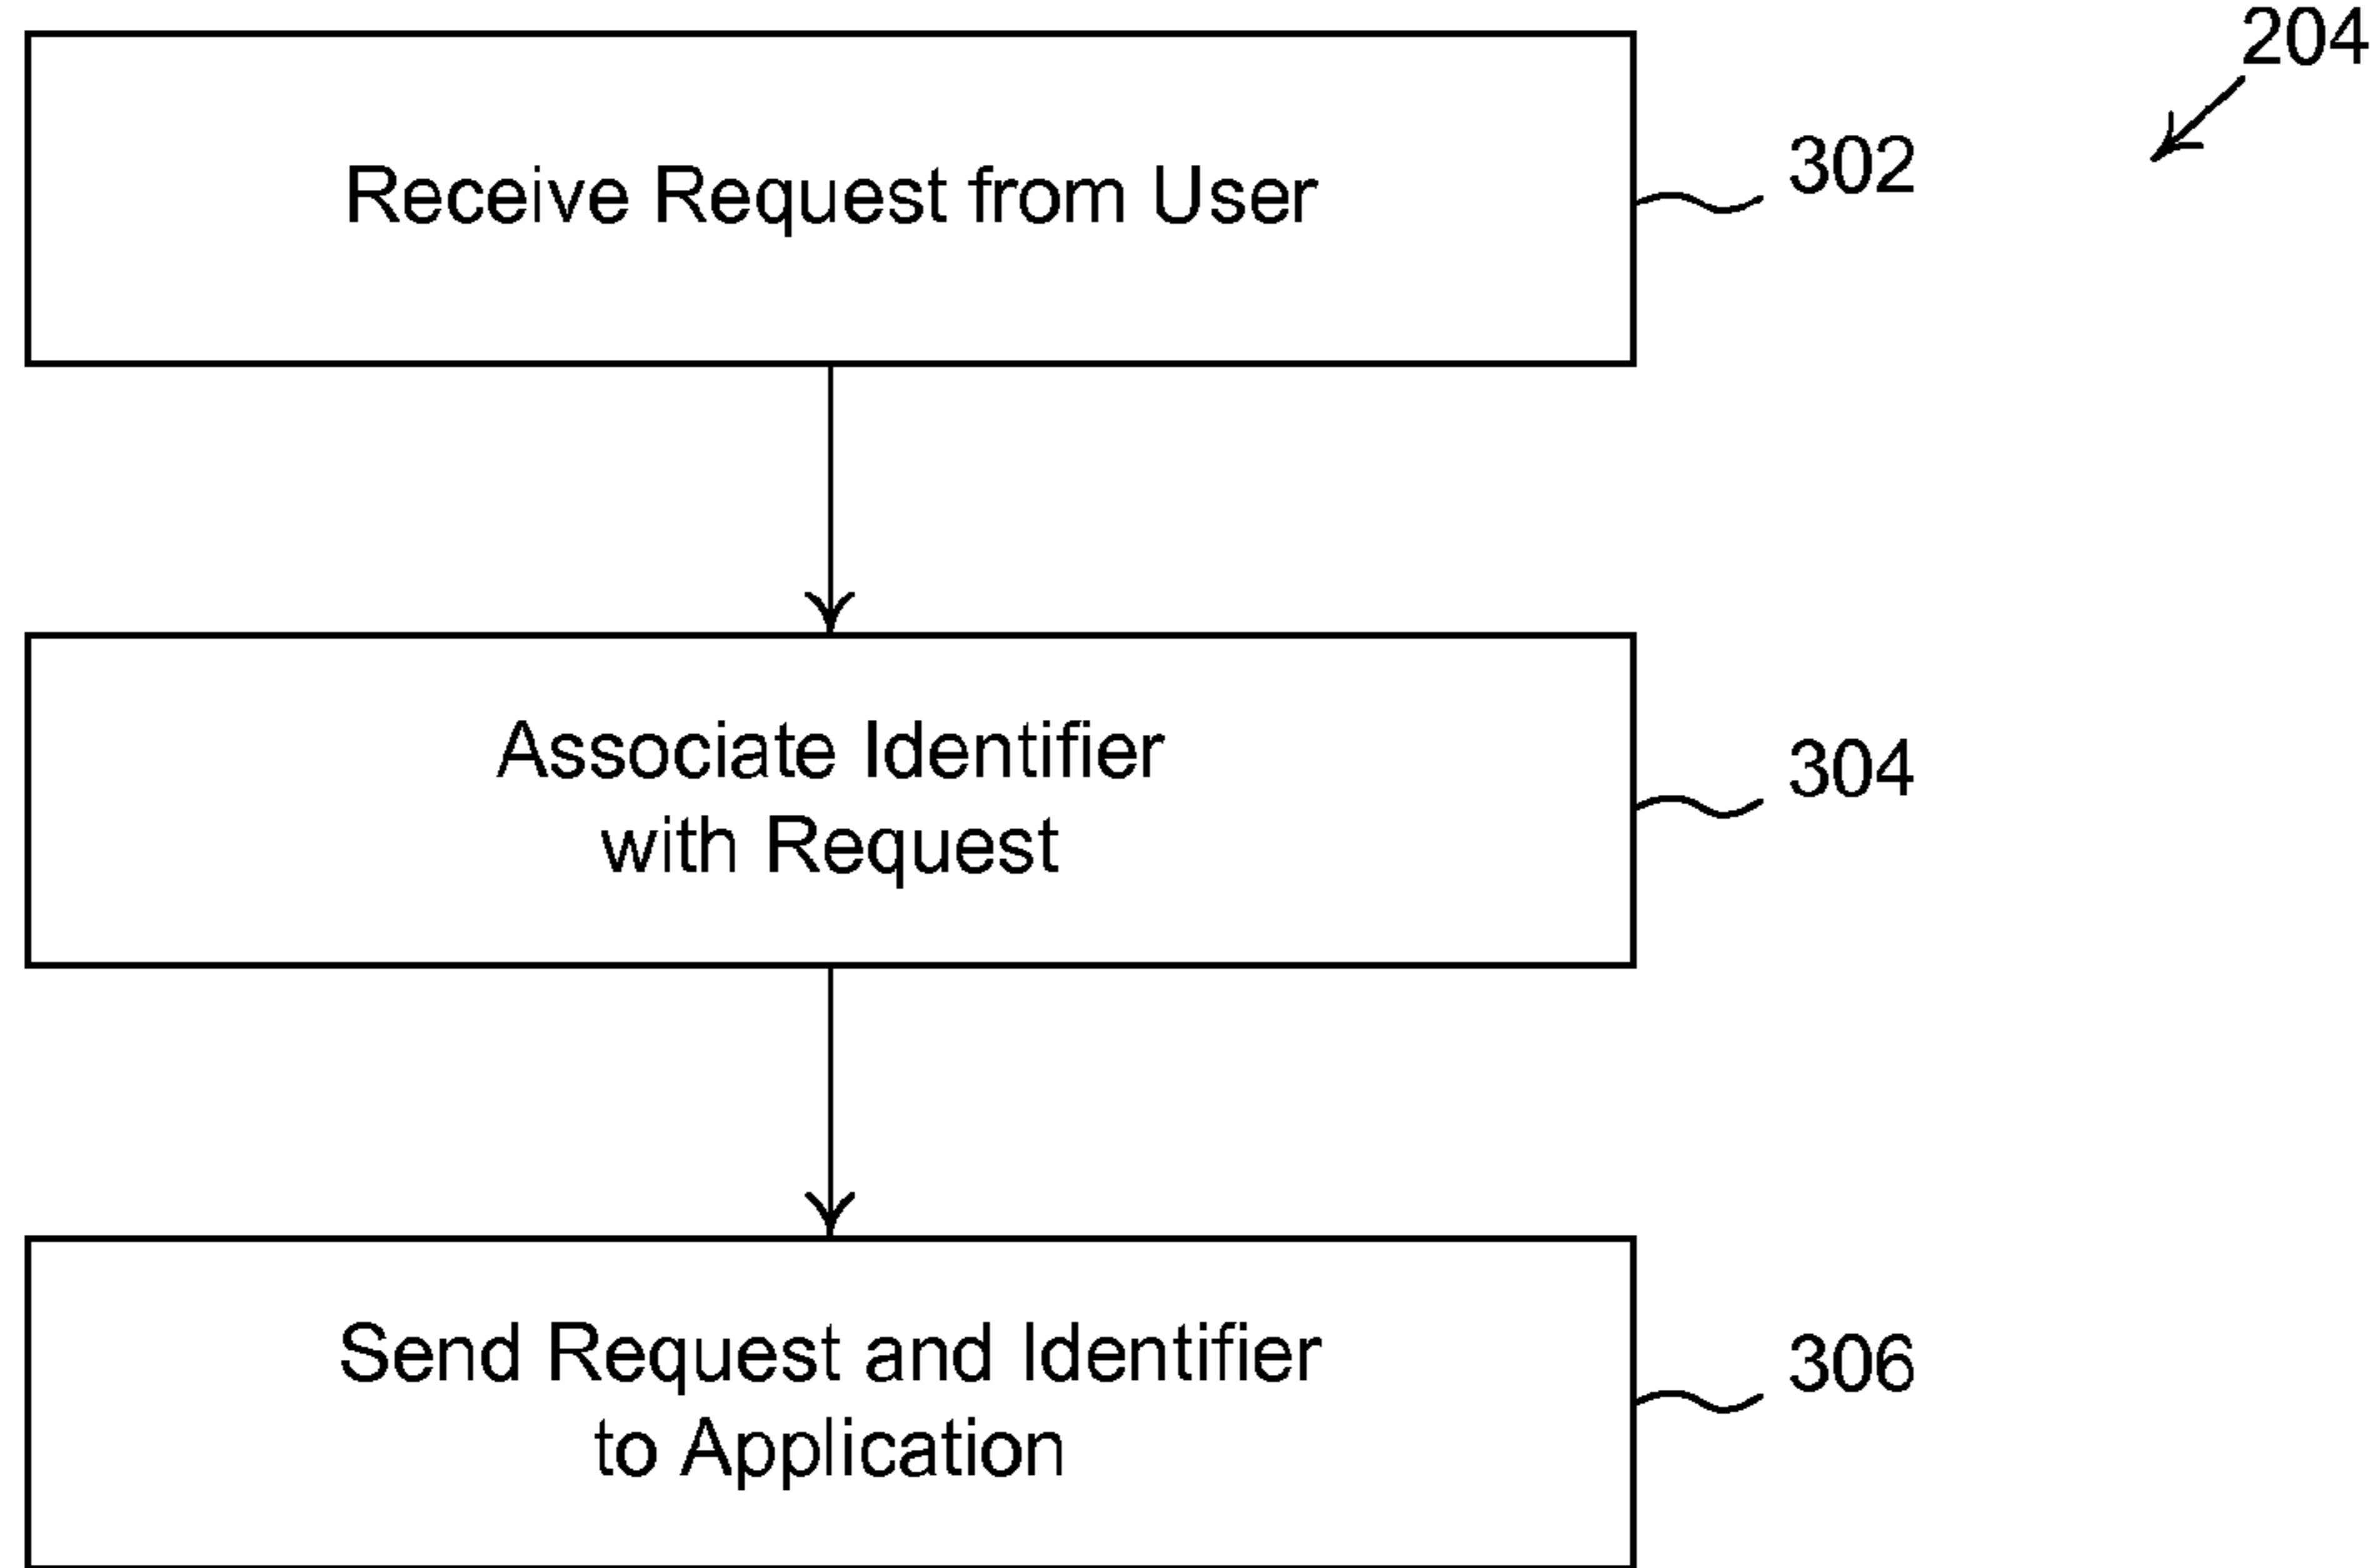 204
302
Receive Request from User
Associate Identifier
with Request
304
Send Request and Identifier
to Application
306